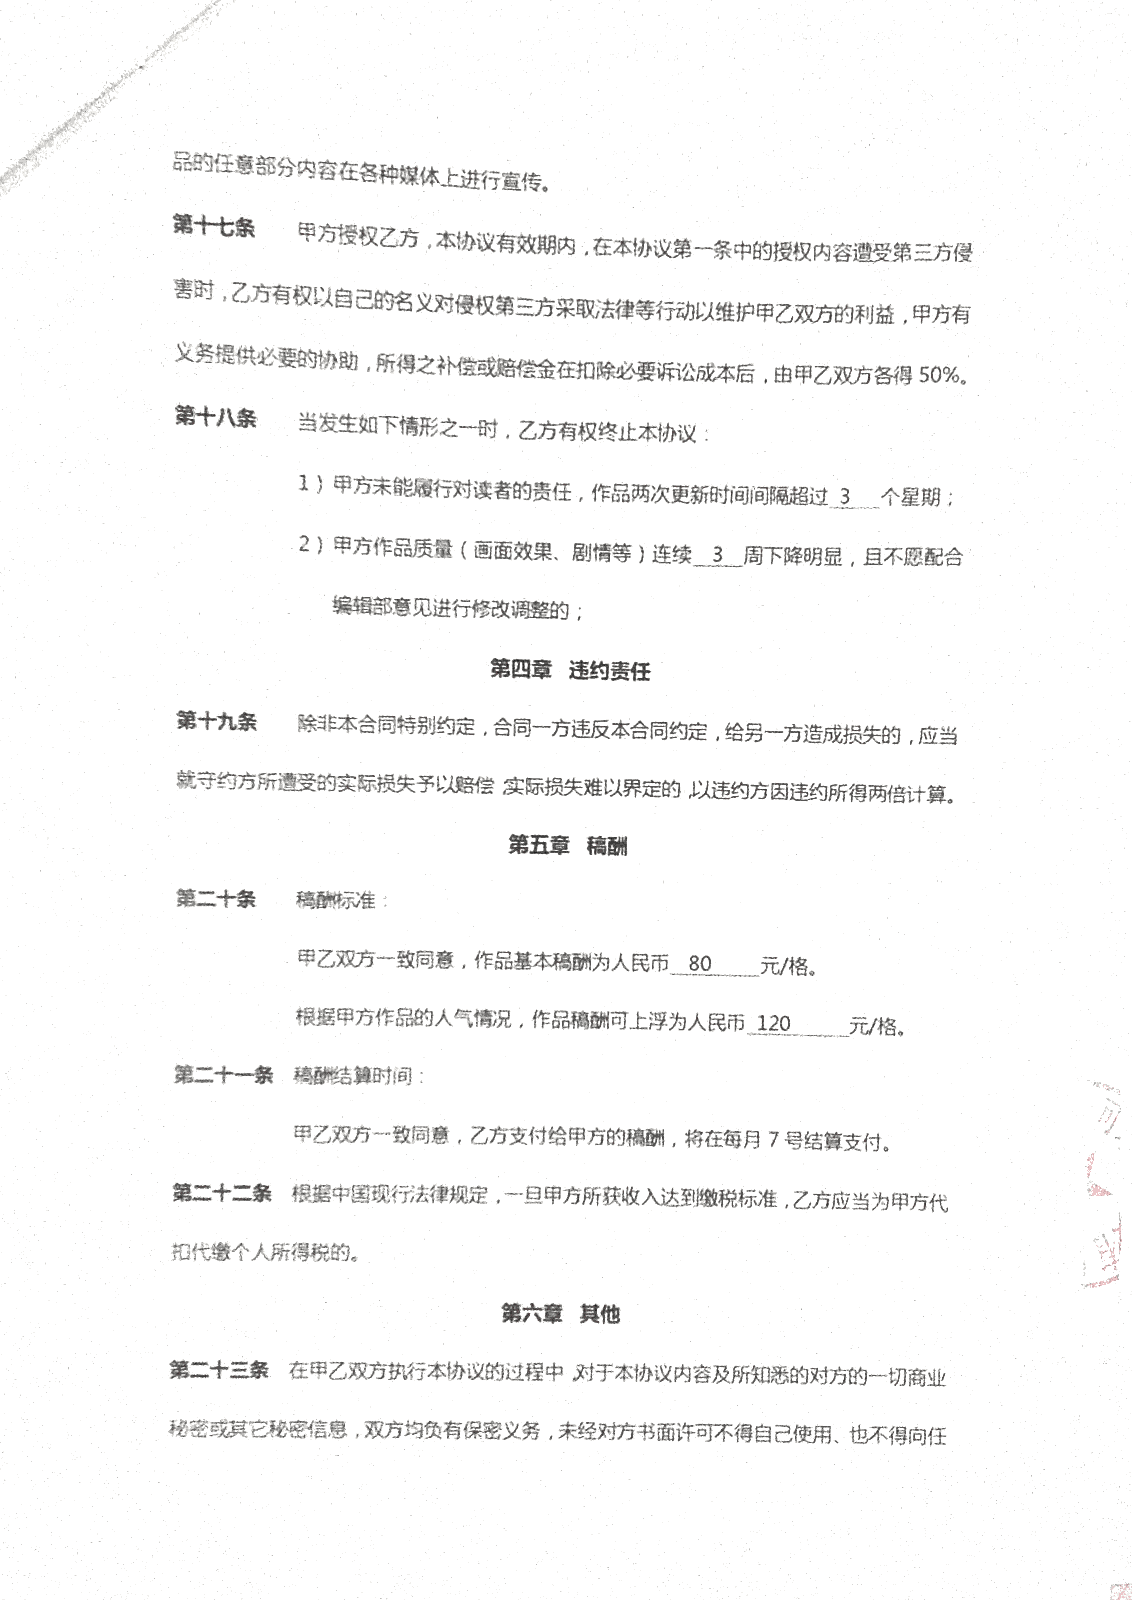 品的任意部分内容在各种媒体上进行宣传。
第十七条 甲方授权乙方，本协议有效期内，在本协议第一条中的授权内容遭受第三方侵
害时，乙方有权以自己的名义对侵权第三方采取法律等行动以维护甲乙双方的利益，甲方有
义务提供必要的协助，所得之补偿或赔偿金在扣除必要诉讼成本后，由甲乙双方各得 50%。
第十八条 当发生如下情形之一时，乙方有权终止本协议：
1）甲方未能履行对读者的责任，作品两次更新时间间隔超过 3 个星期；
2）甲方作品质量（画面效果、剧情等）连续 3 周下降明显，且不愿配合
编辑部意见进行修改调整的；
第四章 违约责任
第十九条 除非本合同特别约定，合同一方违反本合同约定，给另一方造成损失的，应当
就守约方所遭受的实际损失予以赔偿，实际损失难以界定的，以违约方因违约所得两倍计算。
第五章 稿酬
第二十条 稿酬标准：
甲乙双方一致同意，作品基本稿酬为人民币 80 元/格。
根据甲方作品的人气情况，作品稿酬可上浮为人民币 120 元/格。
第二十一条 稿酬结算时间：
甲乙双方一致同意，乙方支付给甲方的稿酬，将在每月 7 号结算支付。
第二十二条 根据中国现行法律规定，一旦甲方所获收入达到缴税标准，乙方应当为甲方代
扣代缴个人所得税的。
第六章 其他
第二十三条 在甲乙双方执行本协议的过程中，对于本协议内容及所知悉的对方的一切商业
秘密或其它秘密信息，双方均负有保密义务，未经对方书面许可不得自己使用、也不得向任